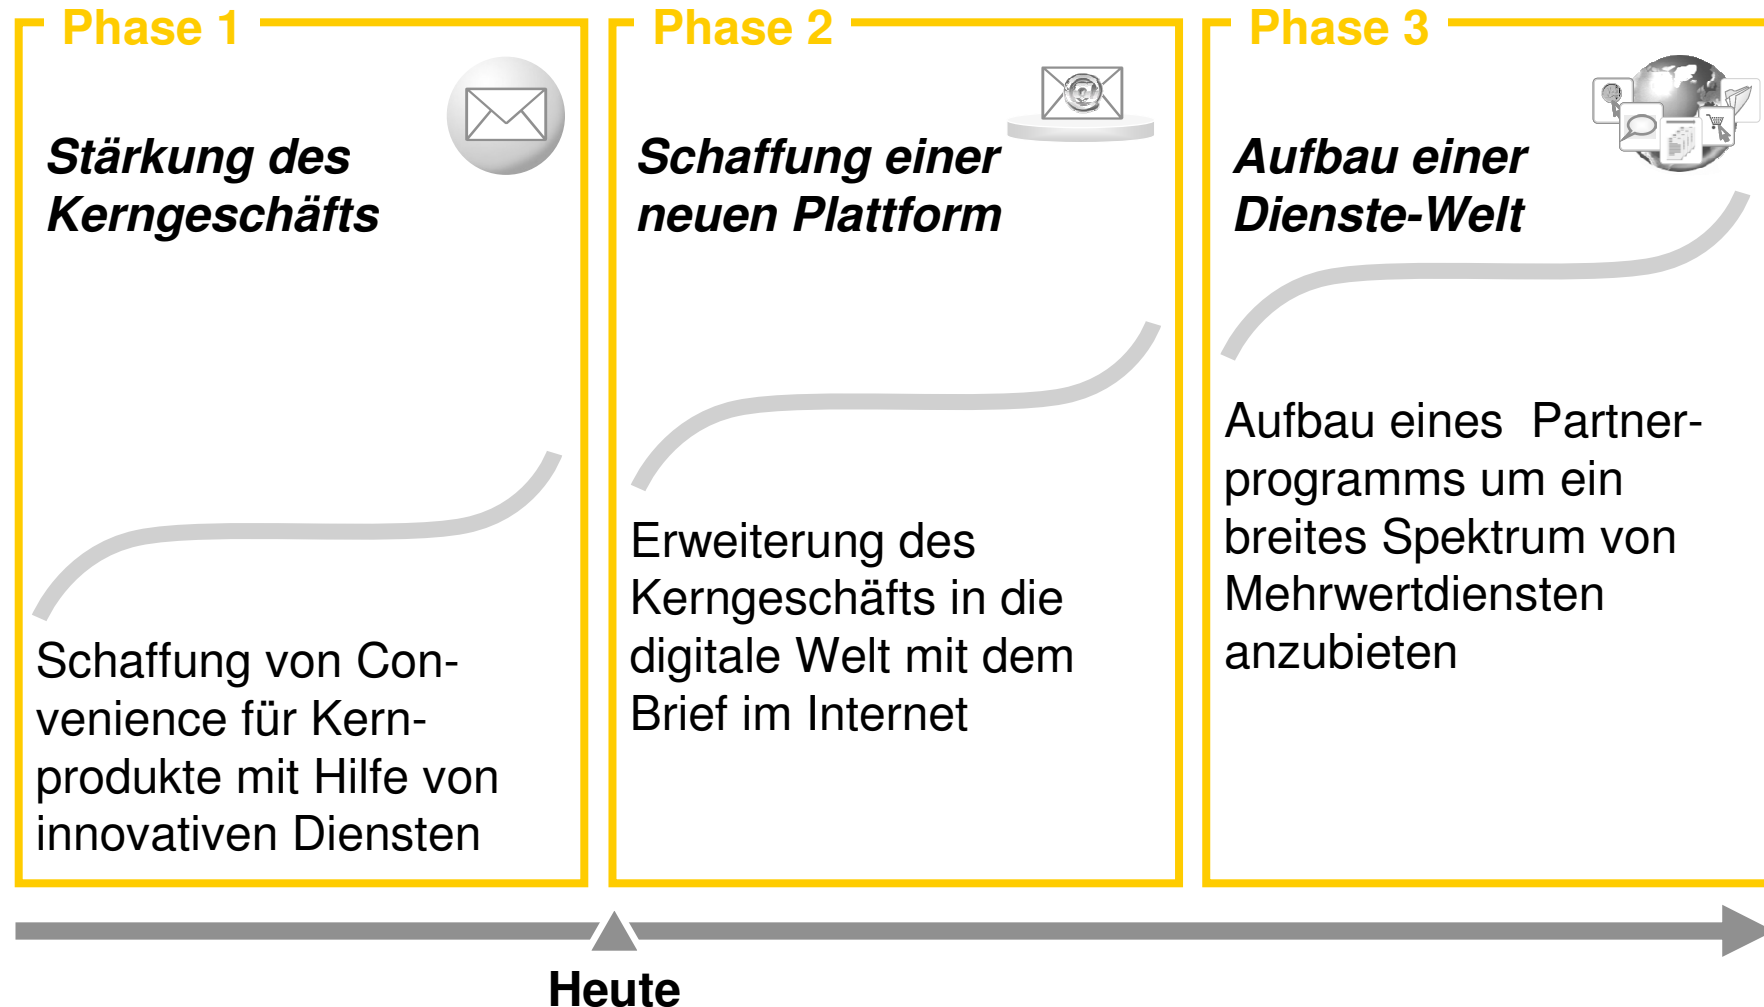 Phase 1
Stärkung des
Kerngeschäfts
Schaffung von Con-
venience für Kern-
produkte mit Hilfe von
innovativen Diensten
Phase 2
Schaffung einer
neuen Plattform
Erweiterung des
Kerngeschäfts in die
digitale Welt mit dem
Brief im Internet
Phase 3
Aufbau einer
Dienste-Welt
Aufbau eines  Partner-
programms um ein
breites Spektrum von
Mehrwertdiensten
anzubieten
Heute